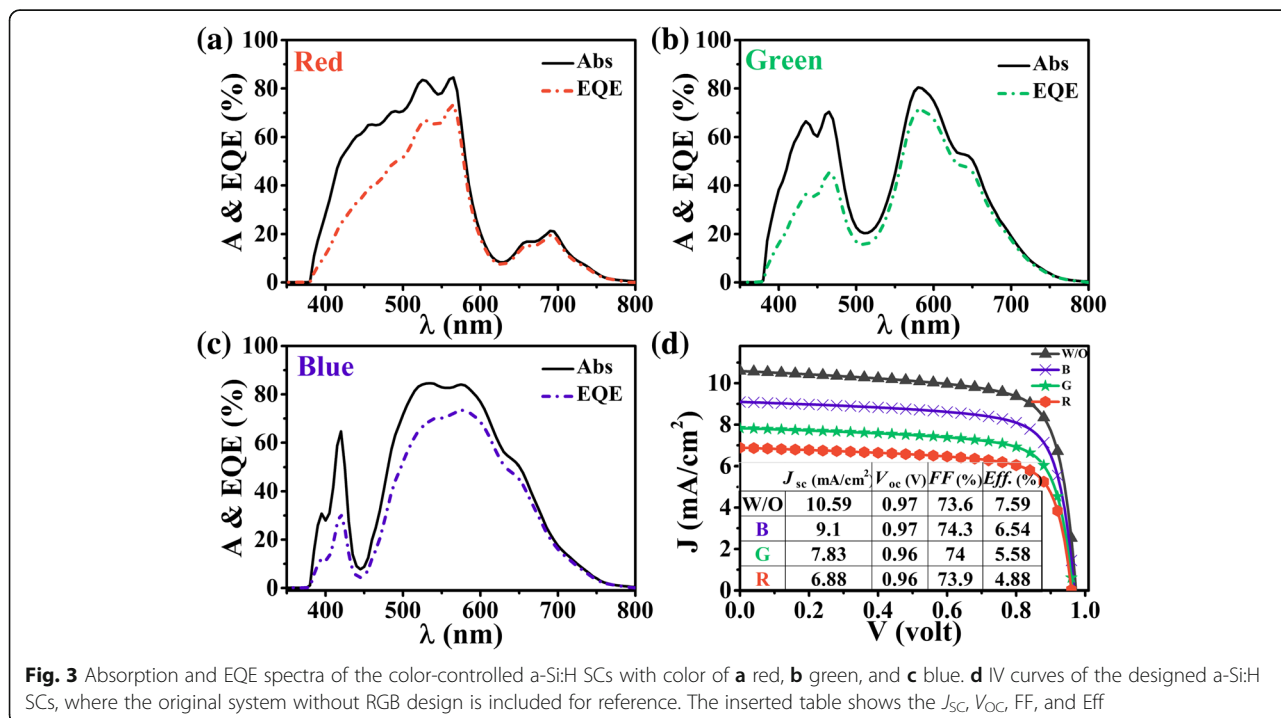 (a)
100
80
60
40
20
0
A & EQE (%)
Red
Abs
EQE
400 500 600 700 800
λ (nm)
(b)
100
80
60
40
20
0
A & EQE (%)
Green
Abs
EQE
400 500 600 700 800
λ (nm)
(c)
100
80
60
40
20
0
A & EQE (%)
Blue
Abs
EQE
400 500 600 700 800
λ (nm)
(d)
10
8
6
4
2
0
J (mA/cm²)
W/O
B
G
R
Jsc (mA/cm²) Voc (V) FF (%) Eff. (%)
W/O 10.59 0.97 73.6 7.59
B 9.1 0.97 74.3 6.54
G 7.83 0.96 74 5.58
R 6.88 0.96 73.9 4.88
0.0 0.2 0.4 0.6 0.8 1.0
V (volt)
Fig. 3 Absorption and EQE spectra of the color-controlled a-Si:H SCs with color of a red, b green, and c blue. d IV curves of the designed a-Si:H
SCs, where the original system without RGB design is included for reference. The inserted table shows the JSC, VOC, FF, and Eff